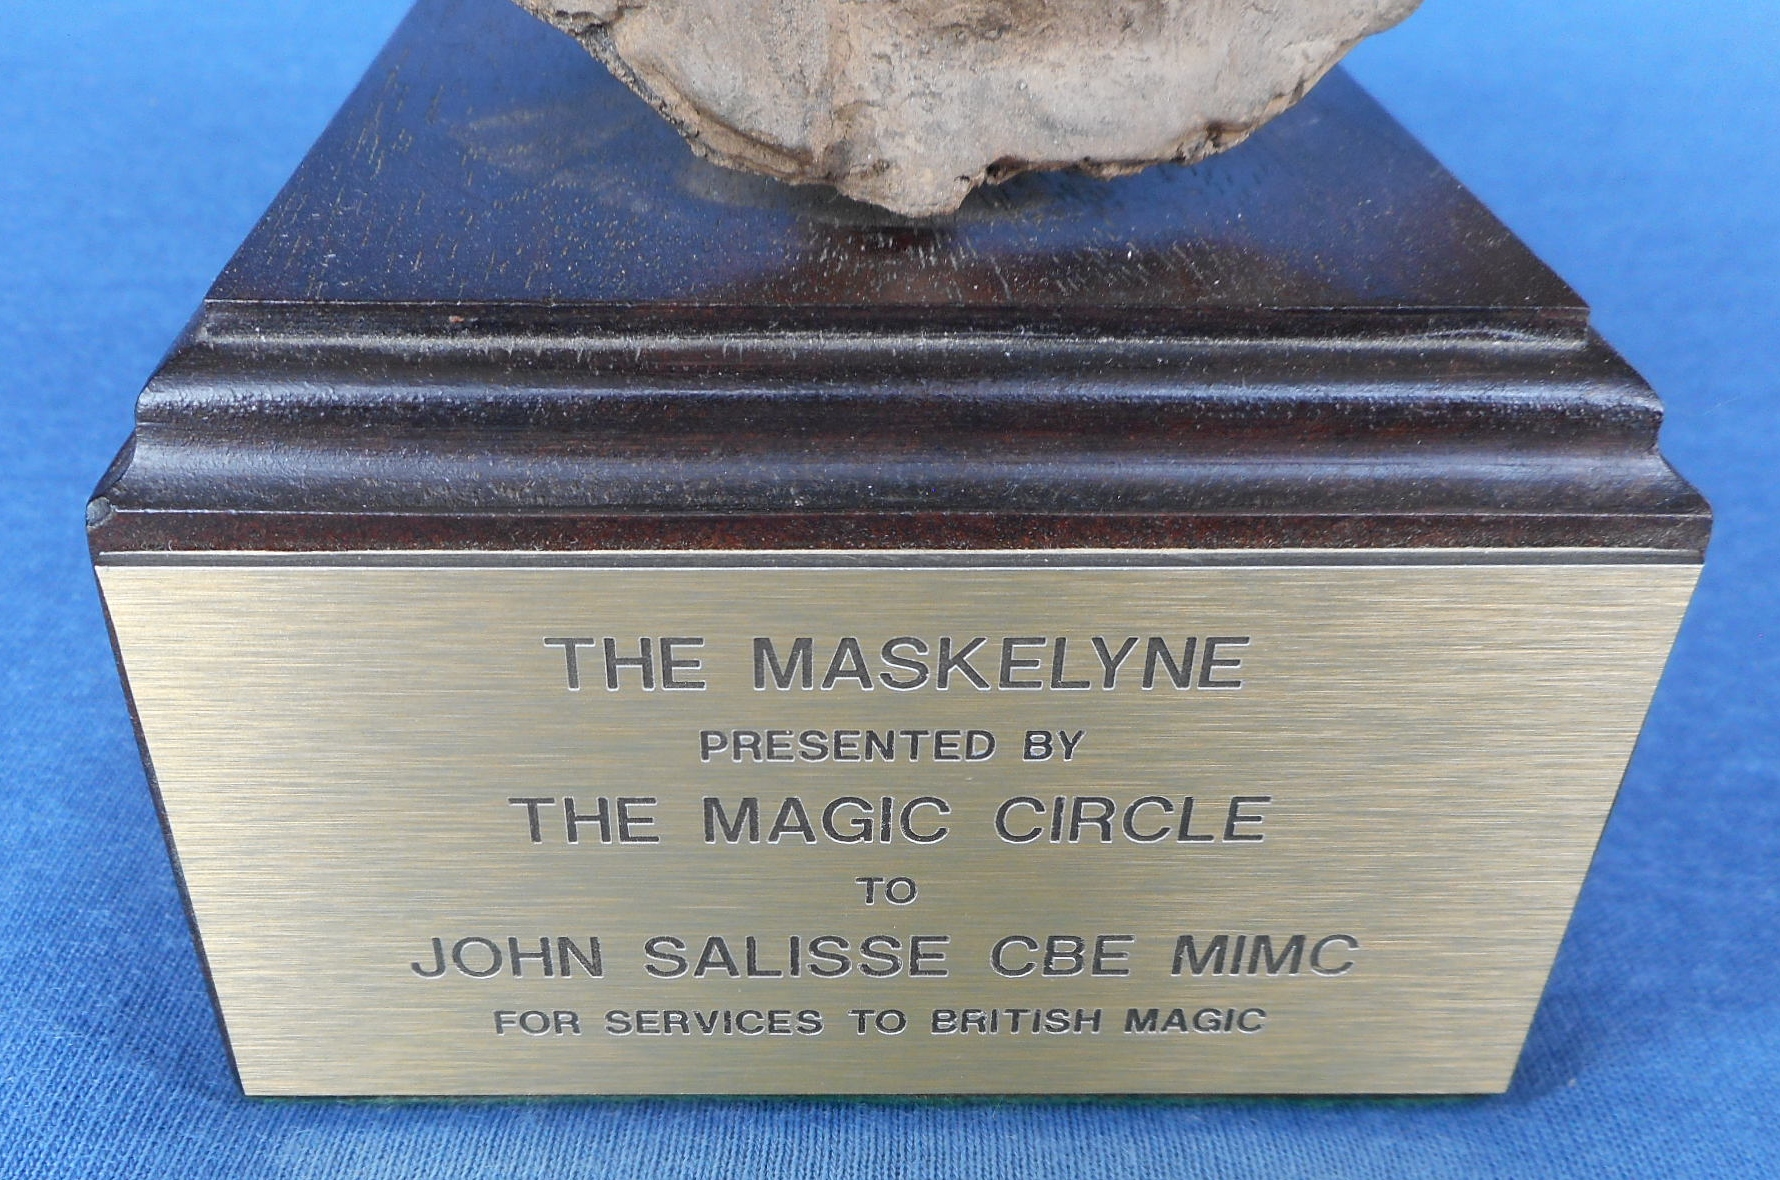 THE MASKELYNE
PRESENTED BY
THE MAGIC CIRCLE
TO
JOHN SALISSE CBE MIMC
FOR SERVICES TO BRITISH MAGIC